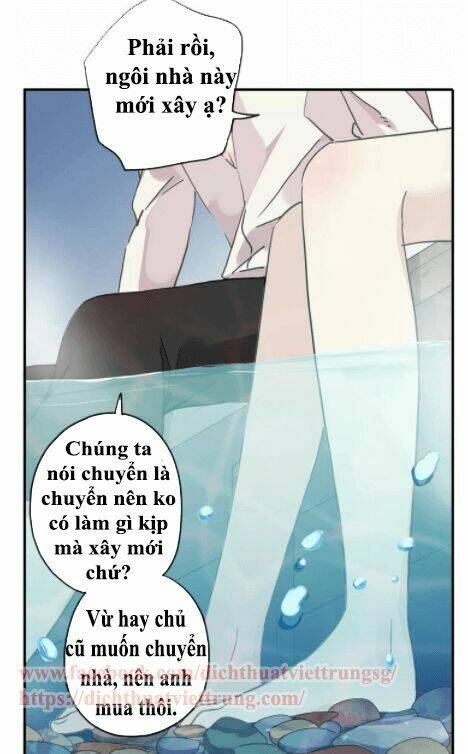 Phải rồi,
ngôi nhà này
mới xây ạ?
Chúng ta
nói chuyển là
chuyển nên ko
có làm gì kịp
mà xây mới
chứ?
Vừ hay chủ
cũ muốn chuyển
nhà, nên anh
mua thôi.
www.facebook.com/dichthuatviettrungsg/
https://dichthuatviettrung.com/